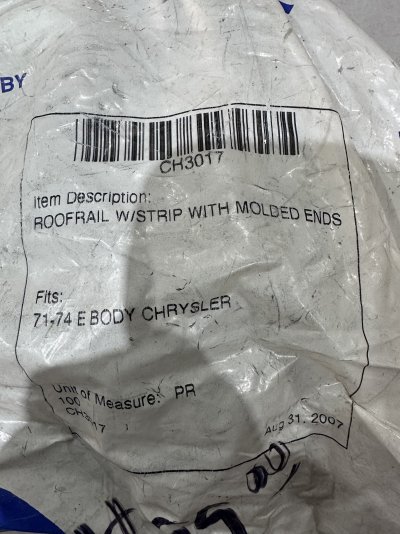 BY
CH3017
Item Description:
ROOFRAIL W/STRIP WITH MOLDED ENDS
Fits:
71-74 E BODY CHRYSLER
Unit of Measure: PR
100
CH3017
Aug 31, 2007